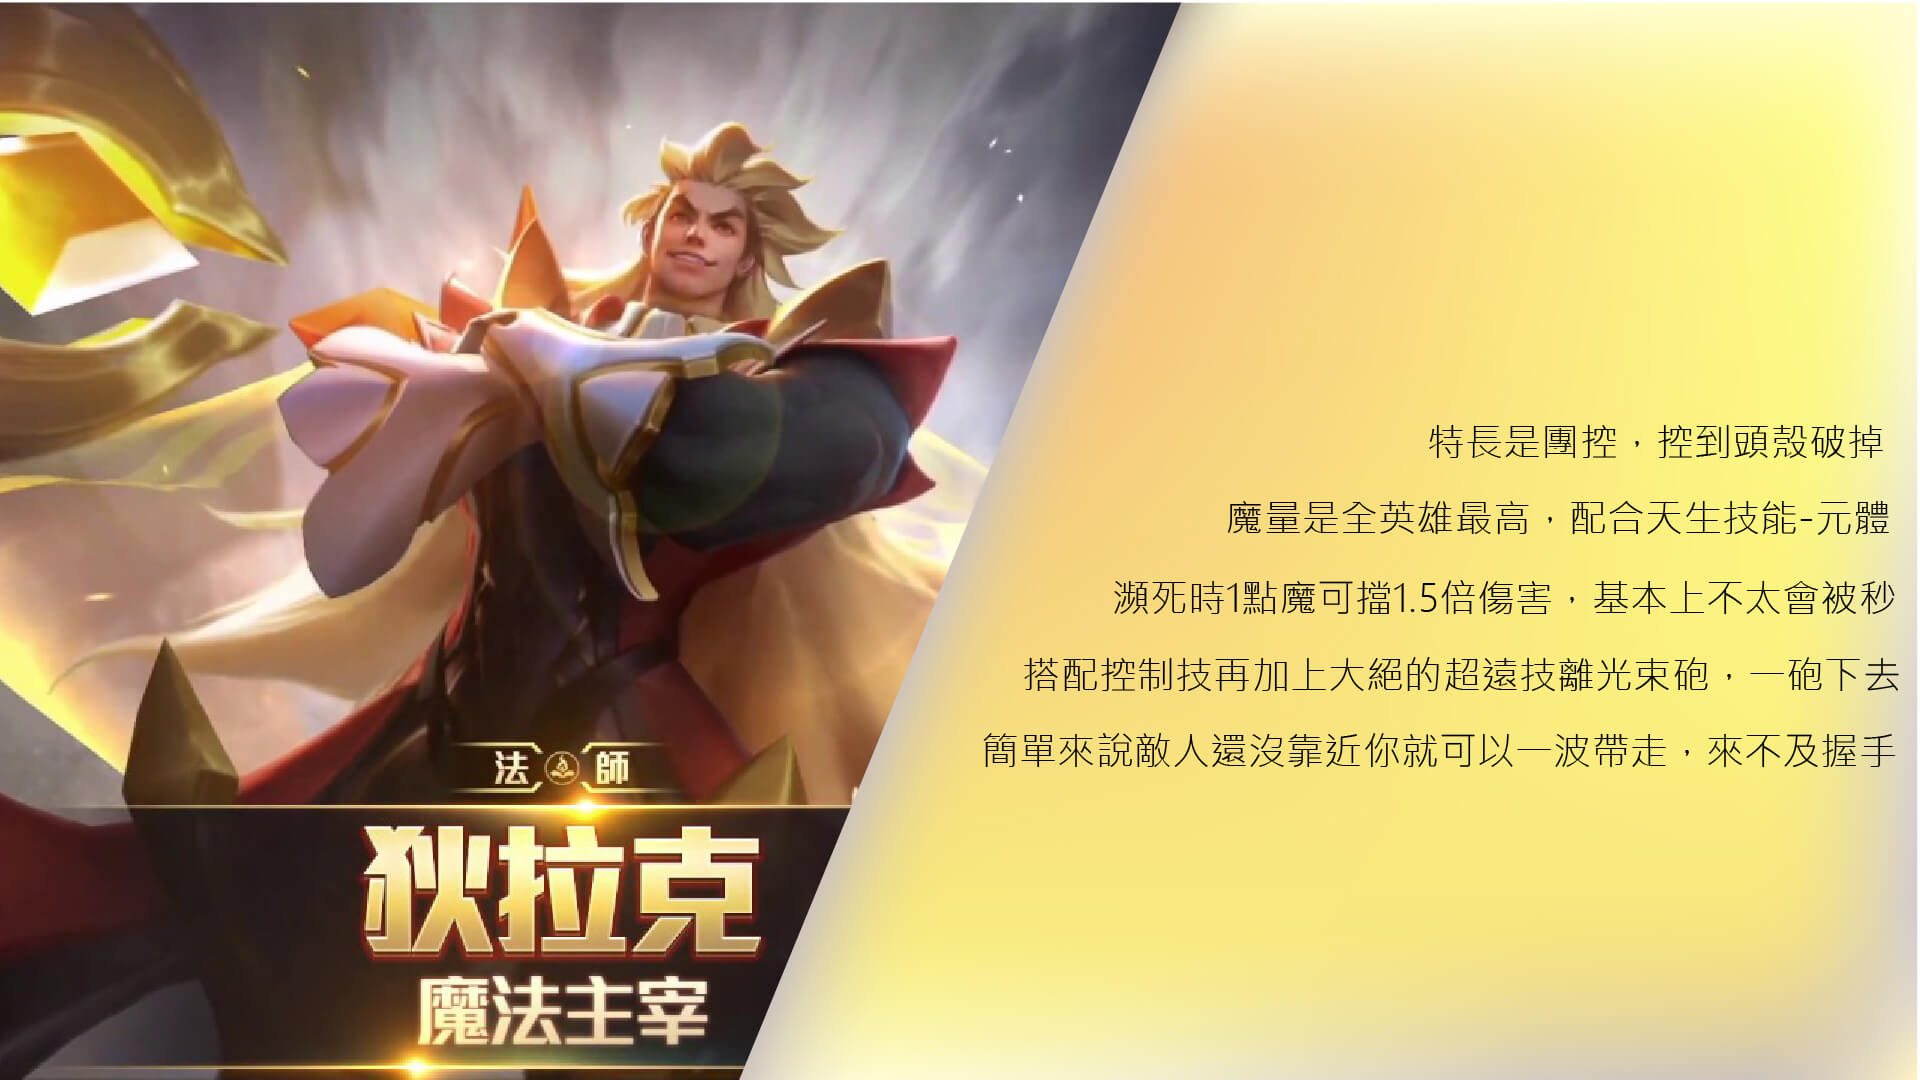 法師
狄拉克
魔法主宰
特長是團控，控到頭殼破掉
魔量是全英雄最高，配合天生技能-元體
瀕死時1點魔可擋1.5倍傷害，基本上不太會被秒
搭配控制技再加上大絕的超遠技離光束砲，一砲下去
簡單來說敵人還沒靠近你就可以一波帶走，來不及握手